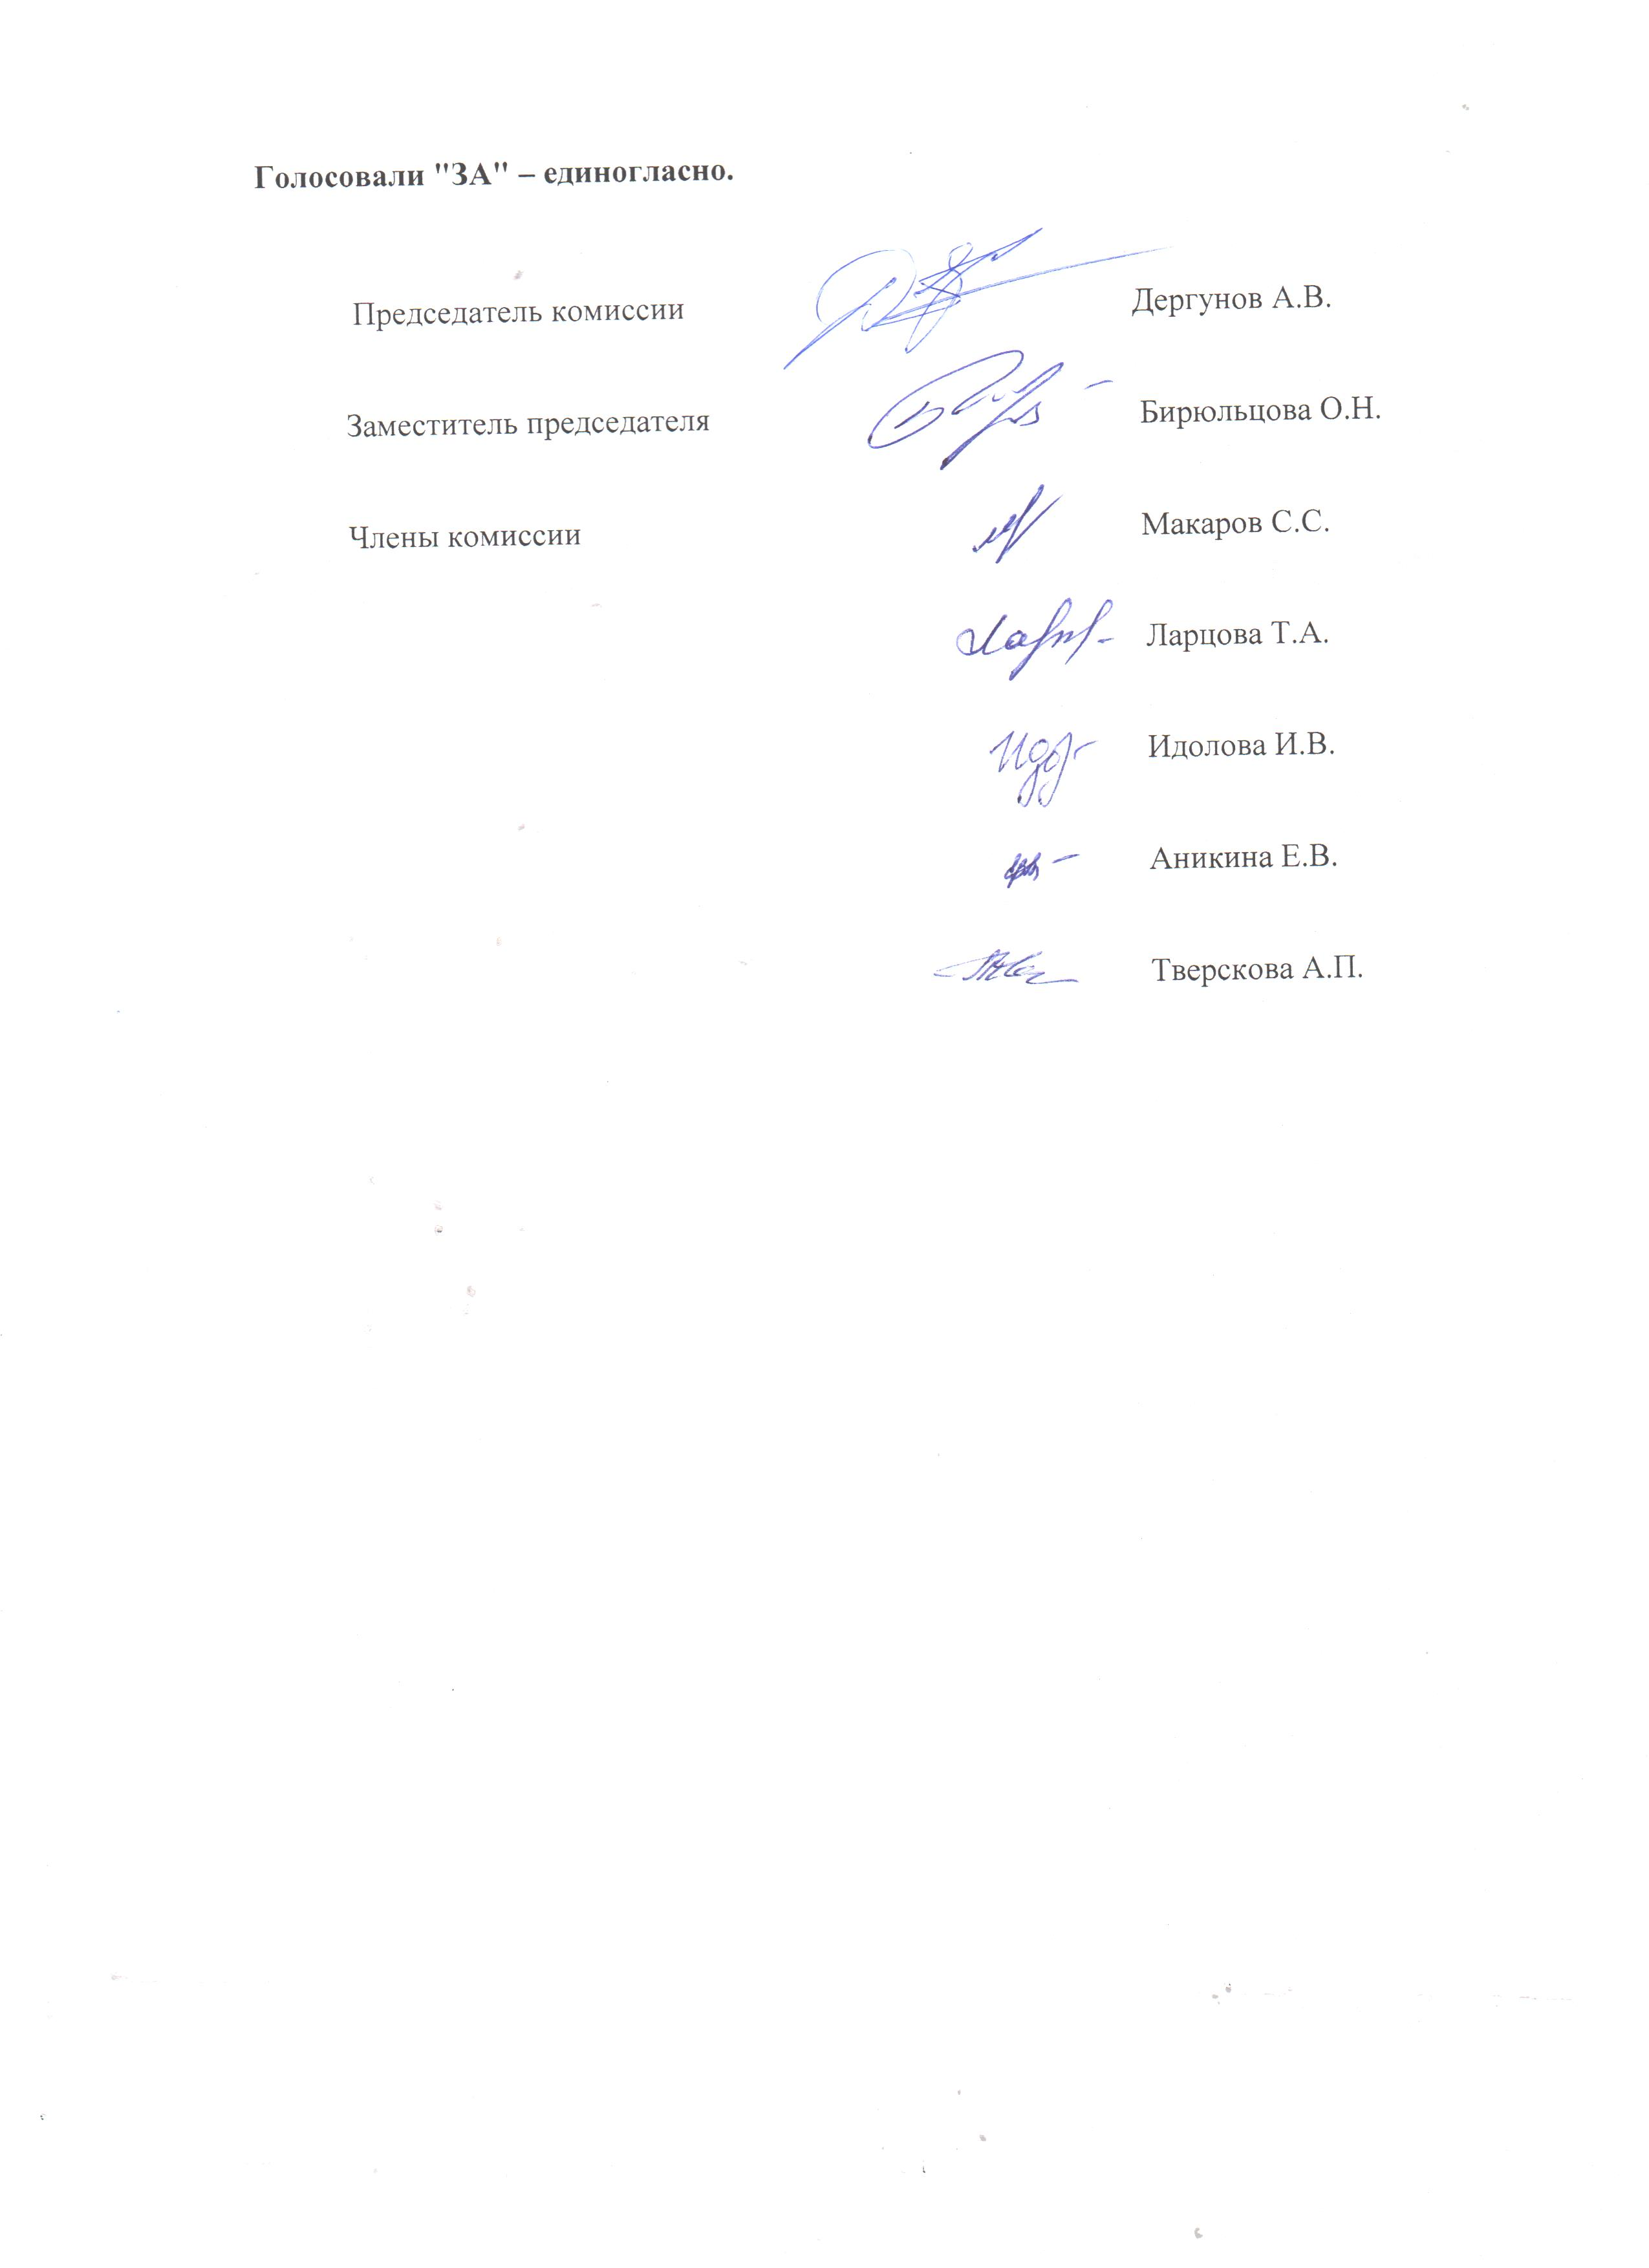 Голосовали "ЗА" – единогласно.
Председатель комиссии Дергунов А.В.
Заместитель председателя Бирюльцова О.Н.
Члены комиссии Макаров С.С.
Ларцова Т.А.
Идолова И.В.
Аникина Е.В.
Тверскова А.П.